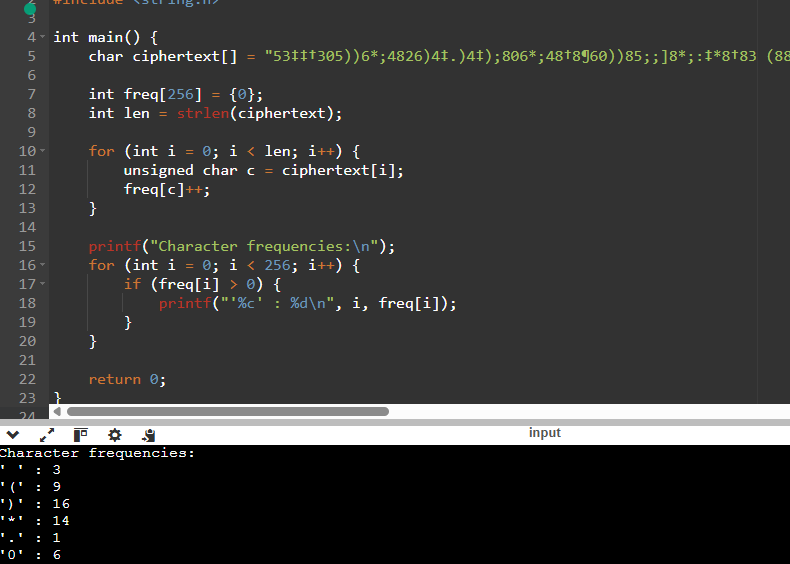 2
#include <string.h>
3
4 int main() {
5 char ciphertext[] = "53‡‡†305))6*;4826)4‡.)4‡);806*;48†8¶60))85;;]8*;:‡*8†83 (88
6
7 int freq[256] = {0};
8 int len = strlen(ciphertext);
9
10 for (int i = 0; i < len; i++) {
11 unsigned char c = ciphertext[i];
12 freq[c]++;
13 }
14
15 printf("Character frequencies:\n");
16 for (int i = 0; i < 256; i++) {
17 if (freq[i] > 0) {
18 printf("'%c' : %d\n", i, freq[i]);
19 }
20 }
21
22 return 0;
23 }
24
input
Character frequencies:
' ' : 3
'(' : 9
')' : 16
'*' : 14
'.' : 1
'0' : 6